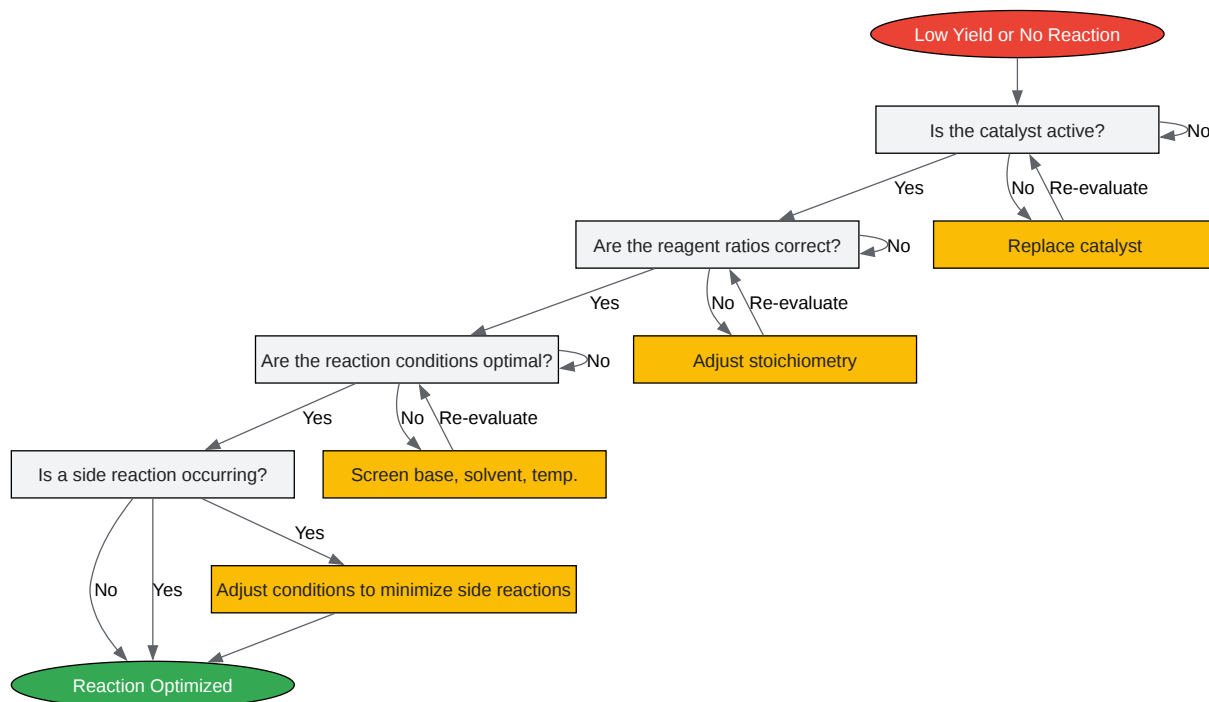 Low Yield or No Reaction
Is the catalyst active?
No
Yes
No
Re-evaluate
Are the reagent ratios correct?
No
Replace catalyst
Yes
No
Re-evaluate
Are the reaction conditions optimal?
No
Adjust stoichiometry
Yes
No
Re-evaluate
Is a side reaction occurring?
Screen base, solvent, temp.
Yes
No
Yes
Adjust conditions to minimize side reactions
Reaction Optimized